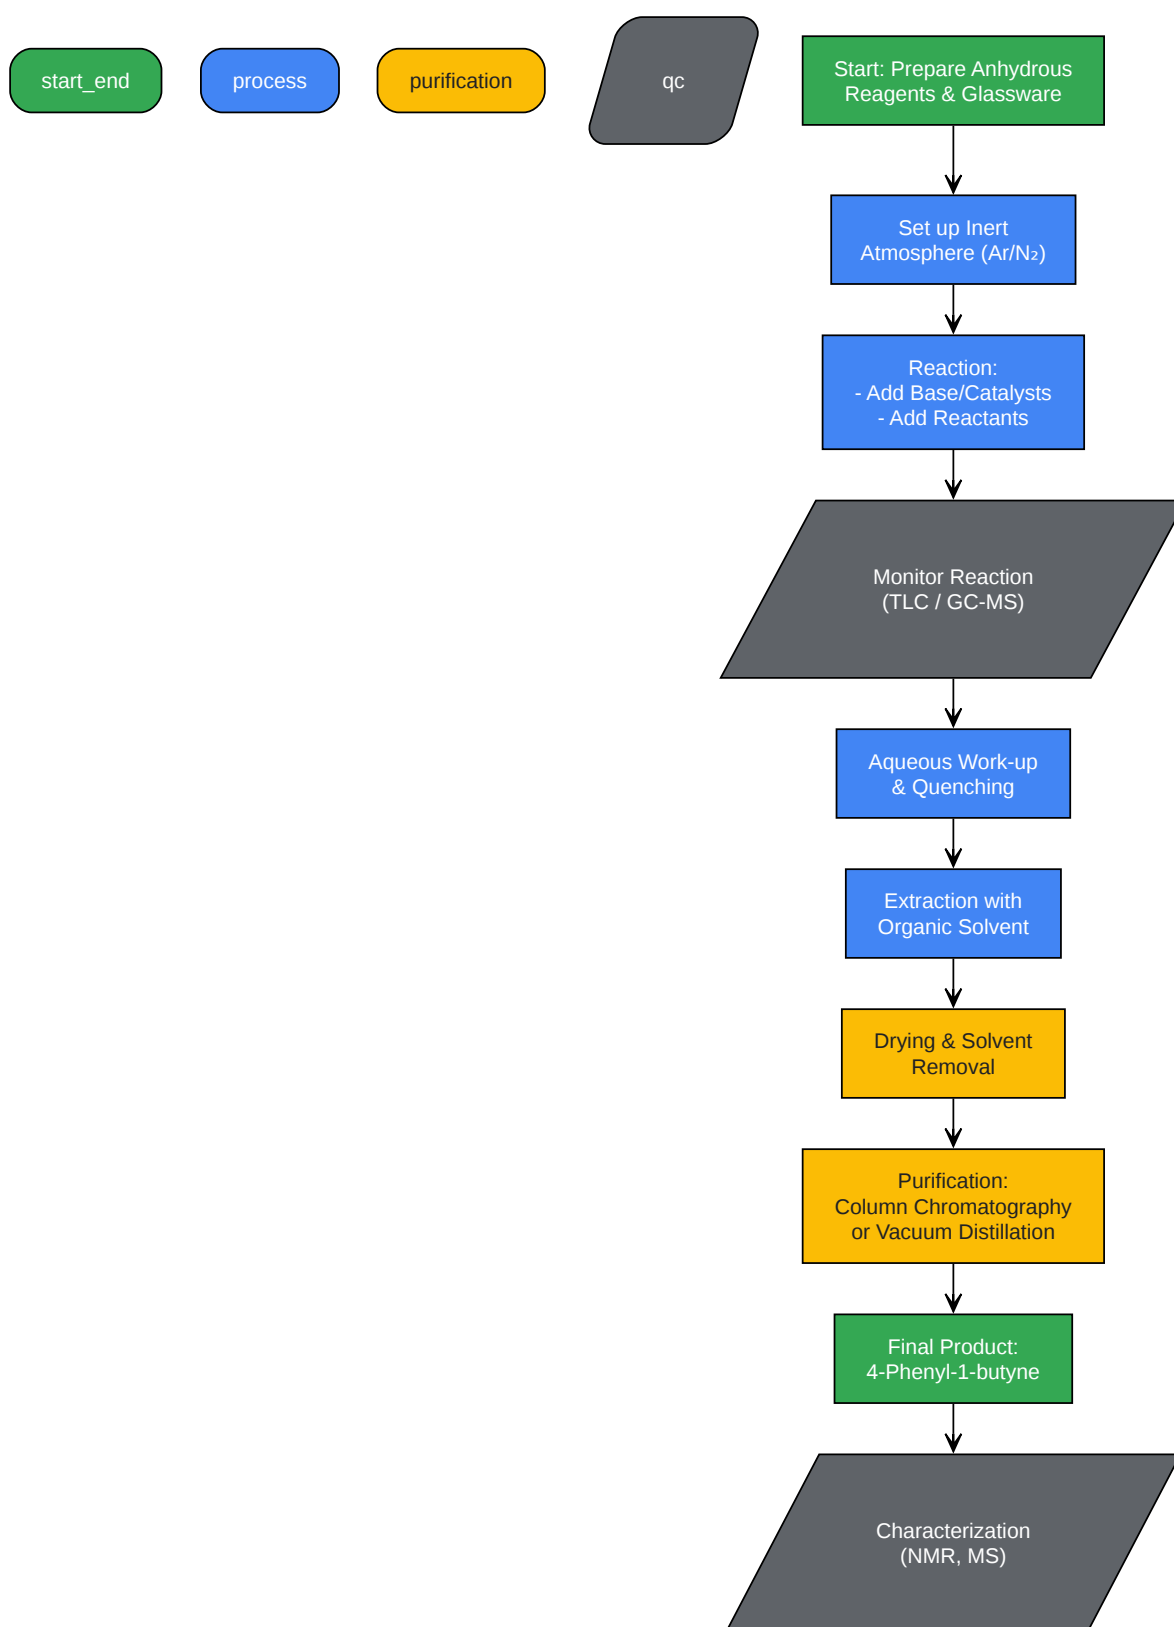 start_end
process
purification
qc
Start: Prepare Anhydrous
Reagents & Glassware
Set up Inert
Atmosphere (Ar/N₂)
Reaction:
- Add Base/Catalysts
- Add Reactants
Monitor Reaction
(TLC / GC-MS)
Aqueous Work-up
& Quenching
Extraction with
Organic Solvent
Drying & Solvent
Removal
Purification:
Column Chromatography
or Vacuum Distillation
Final Product:
4-Phenyl-1-butyne
Characterization
(NMR, MS)